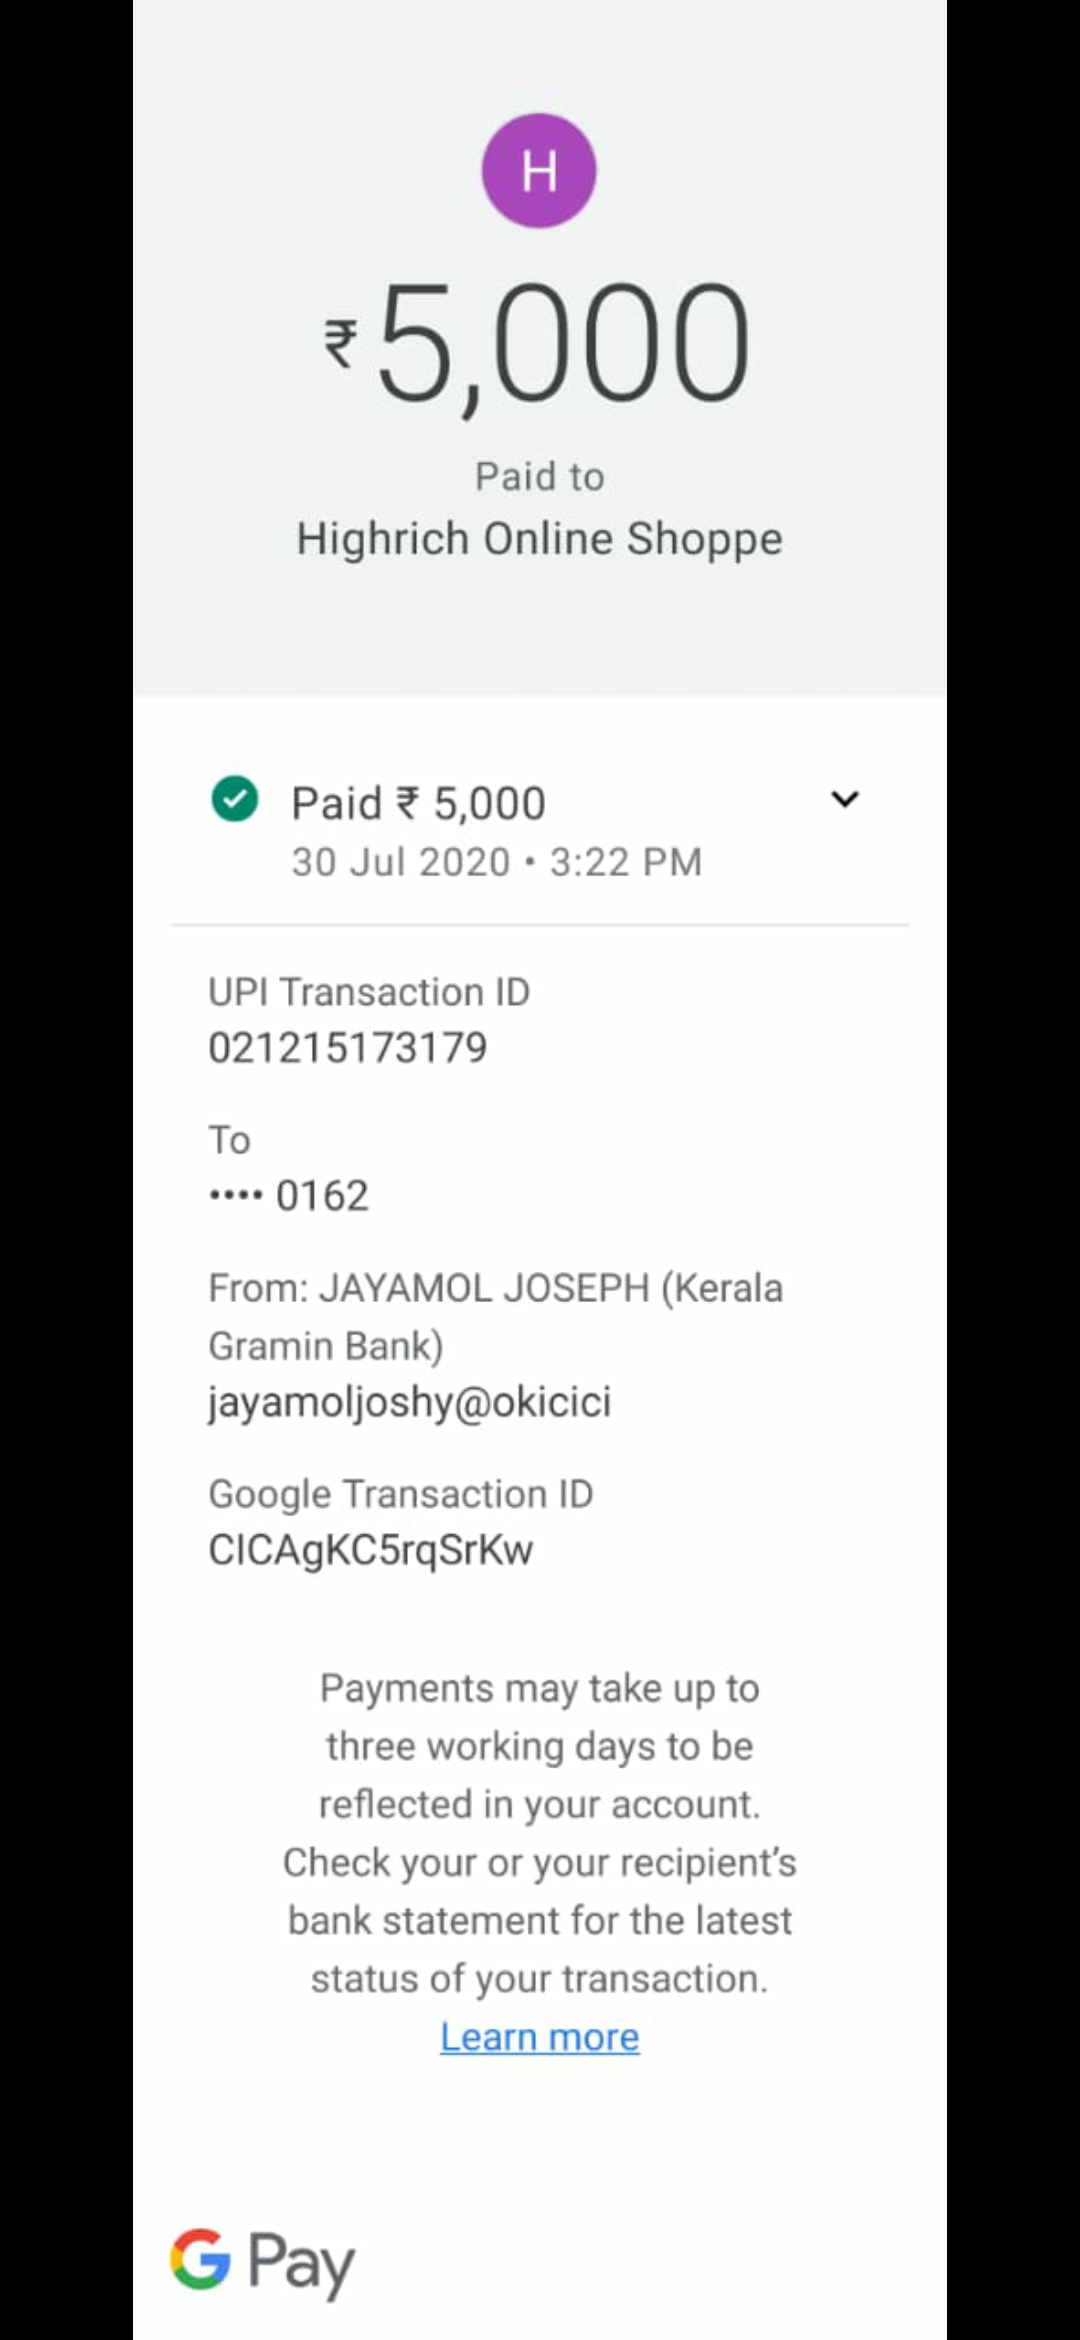 H
₹5,000
Paid to
Highrich Online Shoppe
Paid ₹ 5,000
30 Jul 2020 • 3:22 PM
UPI Transaction ID
021215173179
To
•••• 0162
From: JAYAMOL JOSEPH (Kerala
Gramin Bank)
jayamoljoshy@okicici
Google Transaction ID
CICAgKC5rqSrKw
Payments may take up to
three working days to be
reflected in your account.
Check your or your recipient’s
bank statement for the latest
status of your transaction.
Learn more
G Pay